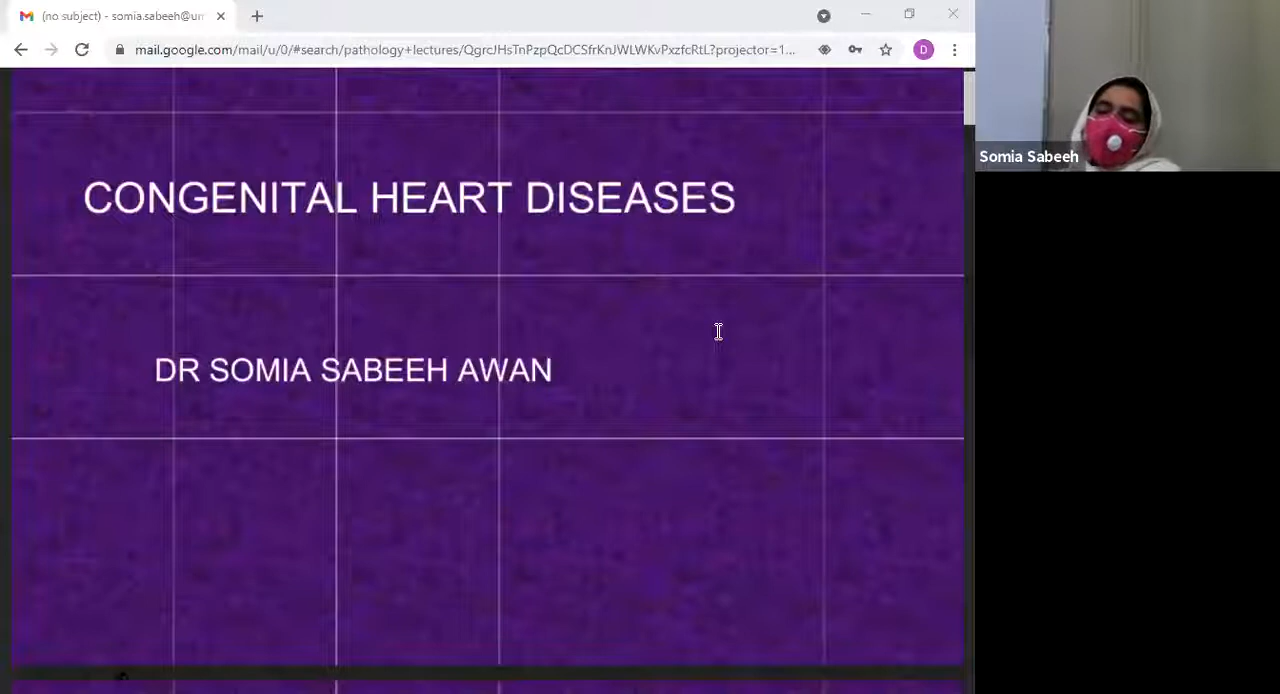 (no subject) - somia.sabeeh@um
mail.google.com/mail/u/0/#search/pathology+lectures/QgrcJHsTnPzpQcDCSfrKnJWLWKvPxzfcRtL?projector=1...
D
CONGENITAL HEART DISEASES
DR SOMIA SABEEH AWAN
Somia Sabeeh